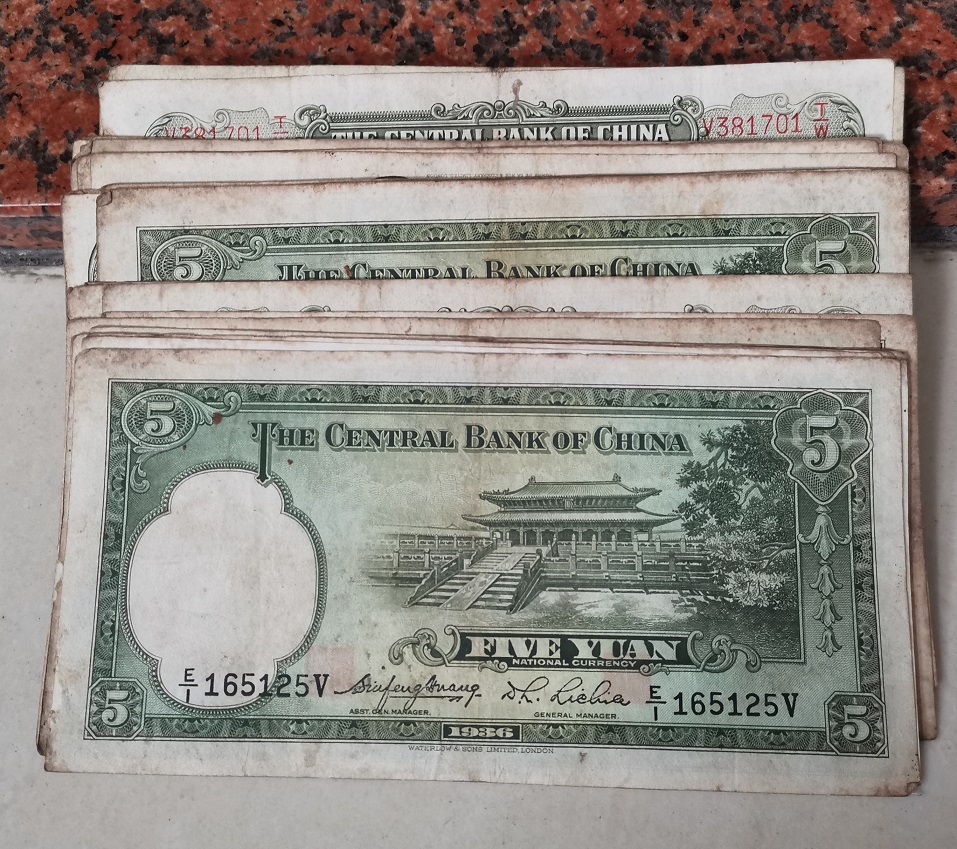 V381701 T/W
THE CENTRAL BANK OF CHINA
V381701 T/W
5
THE CENTRAL BANK OF CHINA
5
5
THE CENTRAL BANK OF CHINA
5
FIVE YUAN
NATIONAL CURRENCY
E/I 165125V
E/I 165125V
ASST. GEN. MANAGER.
GENERAL MANAGER.
5
1936
5
WATERLOW & SONS LIMITED, LONDON